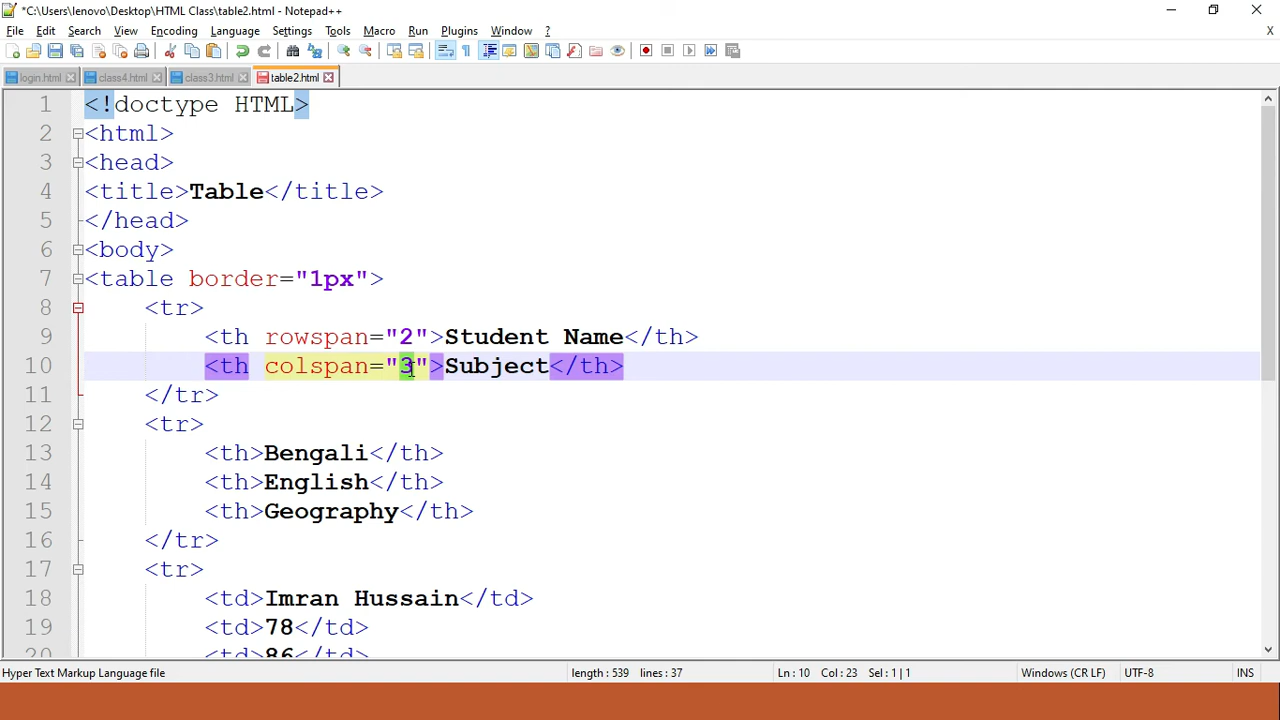 *C:\Users\lenovo\Desktop\HTML Class\table2.html - Notepad++
File Edit Search View Encoding Language Settings Tools Macro Run Plugins Window ? X
login.html class4.html class3.html table2.html
1 <!doctype HTML>
2 <html>
3 <head>
4 <title>Table</title>
5 </head>
6 <body>
7 <table border="1px">
8 <tr>
9 <th rowspan="2">Student Name</th>
10 <th colspan="3">Subject</th>
11 </tr>
12 <tr>
13 <th>Bengali</th>
14 <th>English</th>
15 <th>Geography</th>
16 </tr>
17 <tr>
18 <td>Imran Hussain</td>
19 <td>78</td>
20 <td>86</td>
Hyper Text Markup Language file length : 539 lines : 37 Ln : 10 Col : 23 Sel : 1 | 1 Windows (CR LF) UTF-8 INS